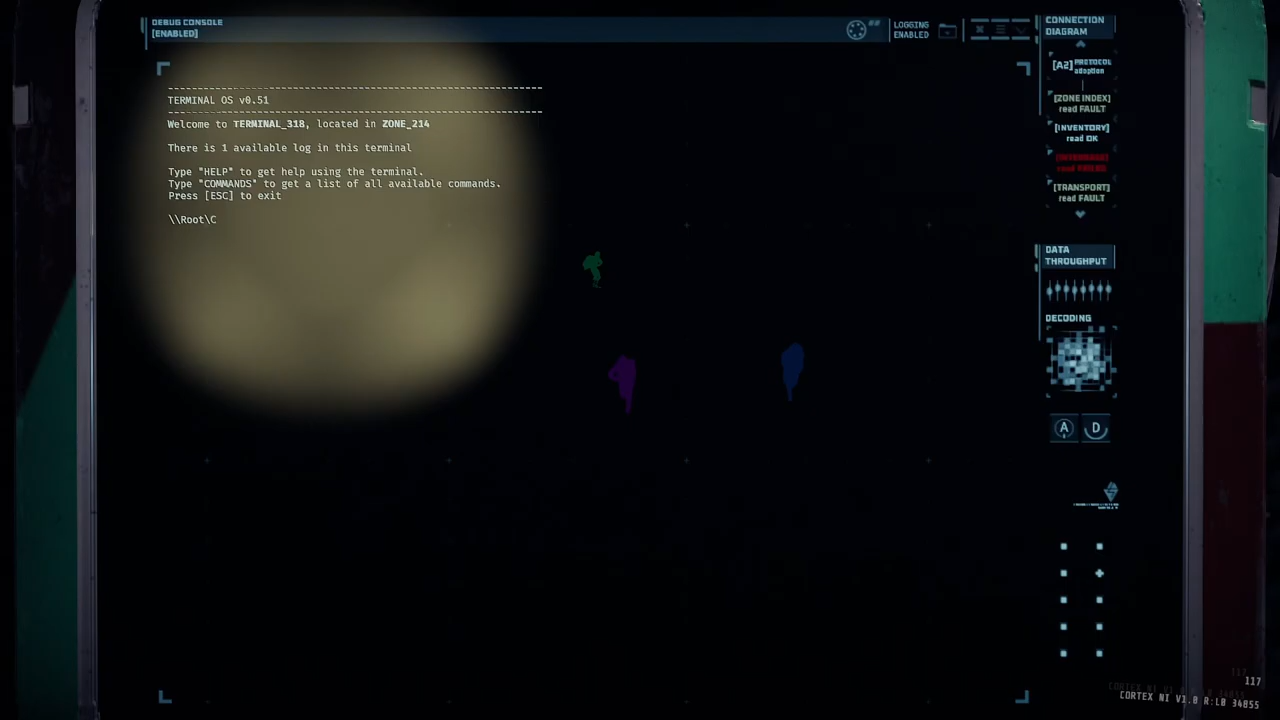 DEBUG CONSOLE
[ENABLED]
LOGGING
ENABLED
CONNECTION
DIAGRAM
[A2] PROTOCOL
adaption
[ZONE INDEX]
read FAULT
[INVENTORY]
read OK
read FAILED
[TRANSPORT]
read FAULT
DATA
THROUGHPUT
DECODING
A D
-----------------------------------------------------------------
TERMINAL OS v0.51
-----------------------------------------------------------------
Welcome to TERMINAL_318, located in ZONE_214
There is 1 available log in this terminal
Type "HELP" to get help using the terminal.
Type "COMMANDS" to get a list of all available commands.
Press [ESC] to exit
\\Root\C
117
CORTEX NI V1.0 R:L0 34855